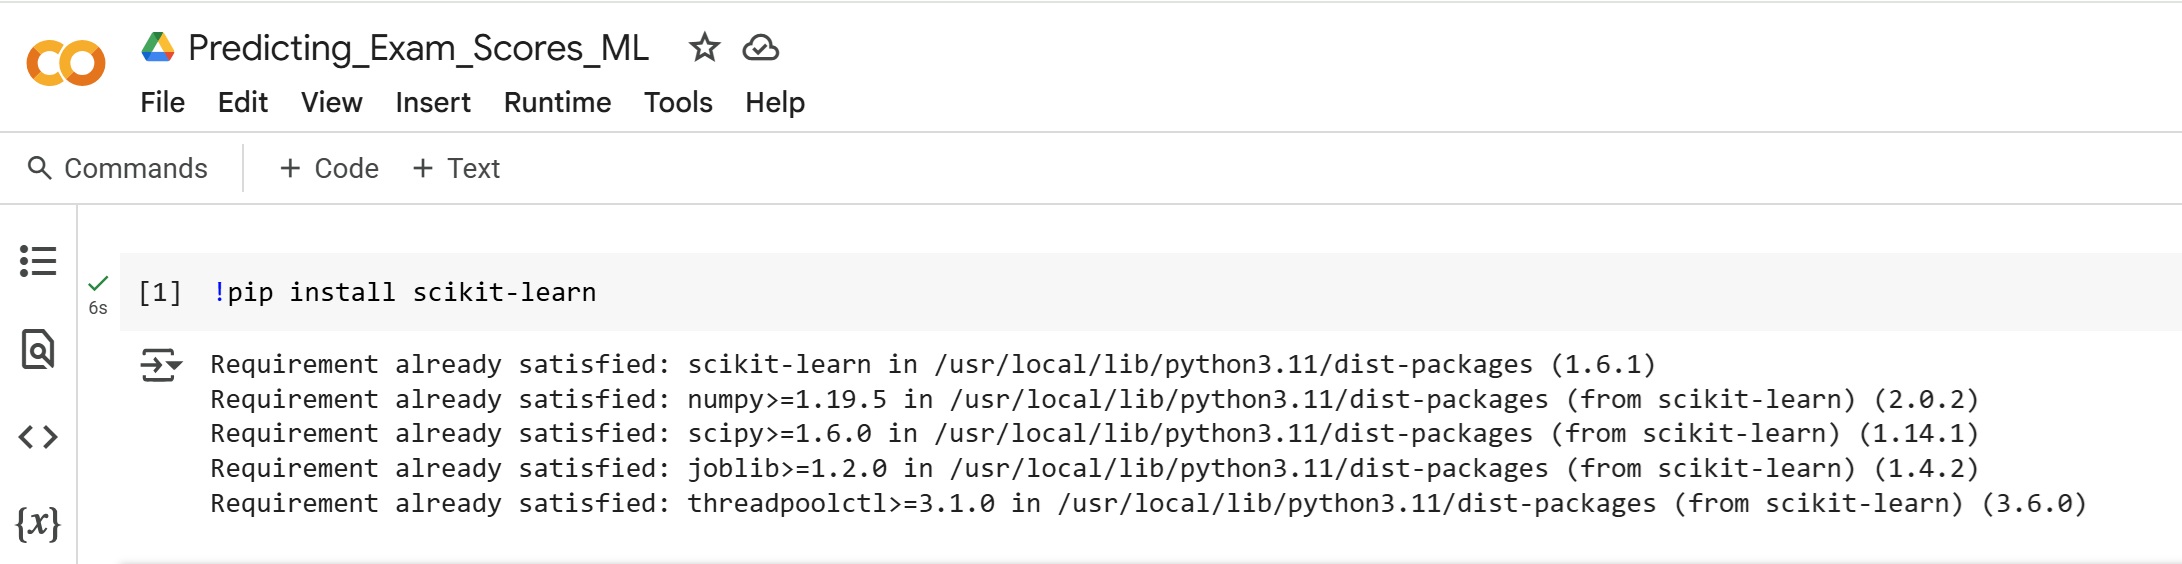 Predicting_Exam_Scores_ML
File Edit View Insert Runtime Tools Help
Commands + Code + Text
[1] !pip install scikit-learn
6s
Requirement already satisfied: scikit-learn in /usr/local/lib/python3.11/dist-packages (1.6.1)
Requirement already satisfied: numpy>=1.19.5 in /usr/local/lib/python3.11/dist-packages (from scikit-learn) (2.0.2)
Requirement already satisfied: scipy>=1.6.0 in /usr/local/lib/python3.11/dist-packages (from scikit-learn) (1.14.1)
Requirement already satisfied: joblib>=1.2.0 in /usr/local/lib/python3.11/dist-packages (from scikit-learn) (1.4.2)
Requirement already satisfied: threadpoolctl>=3.1.0 in /usr/local/lib/python3.11/dist-packages (from scikit-learn) (3.6.0)
{x}